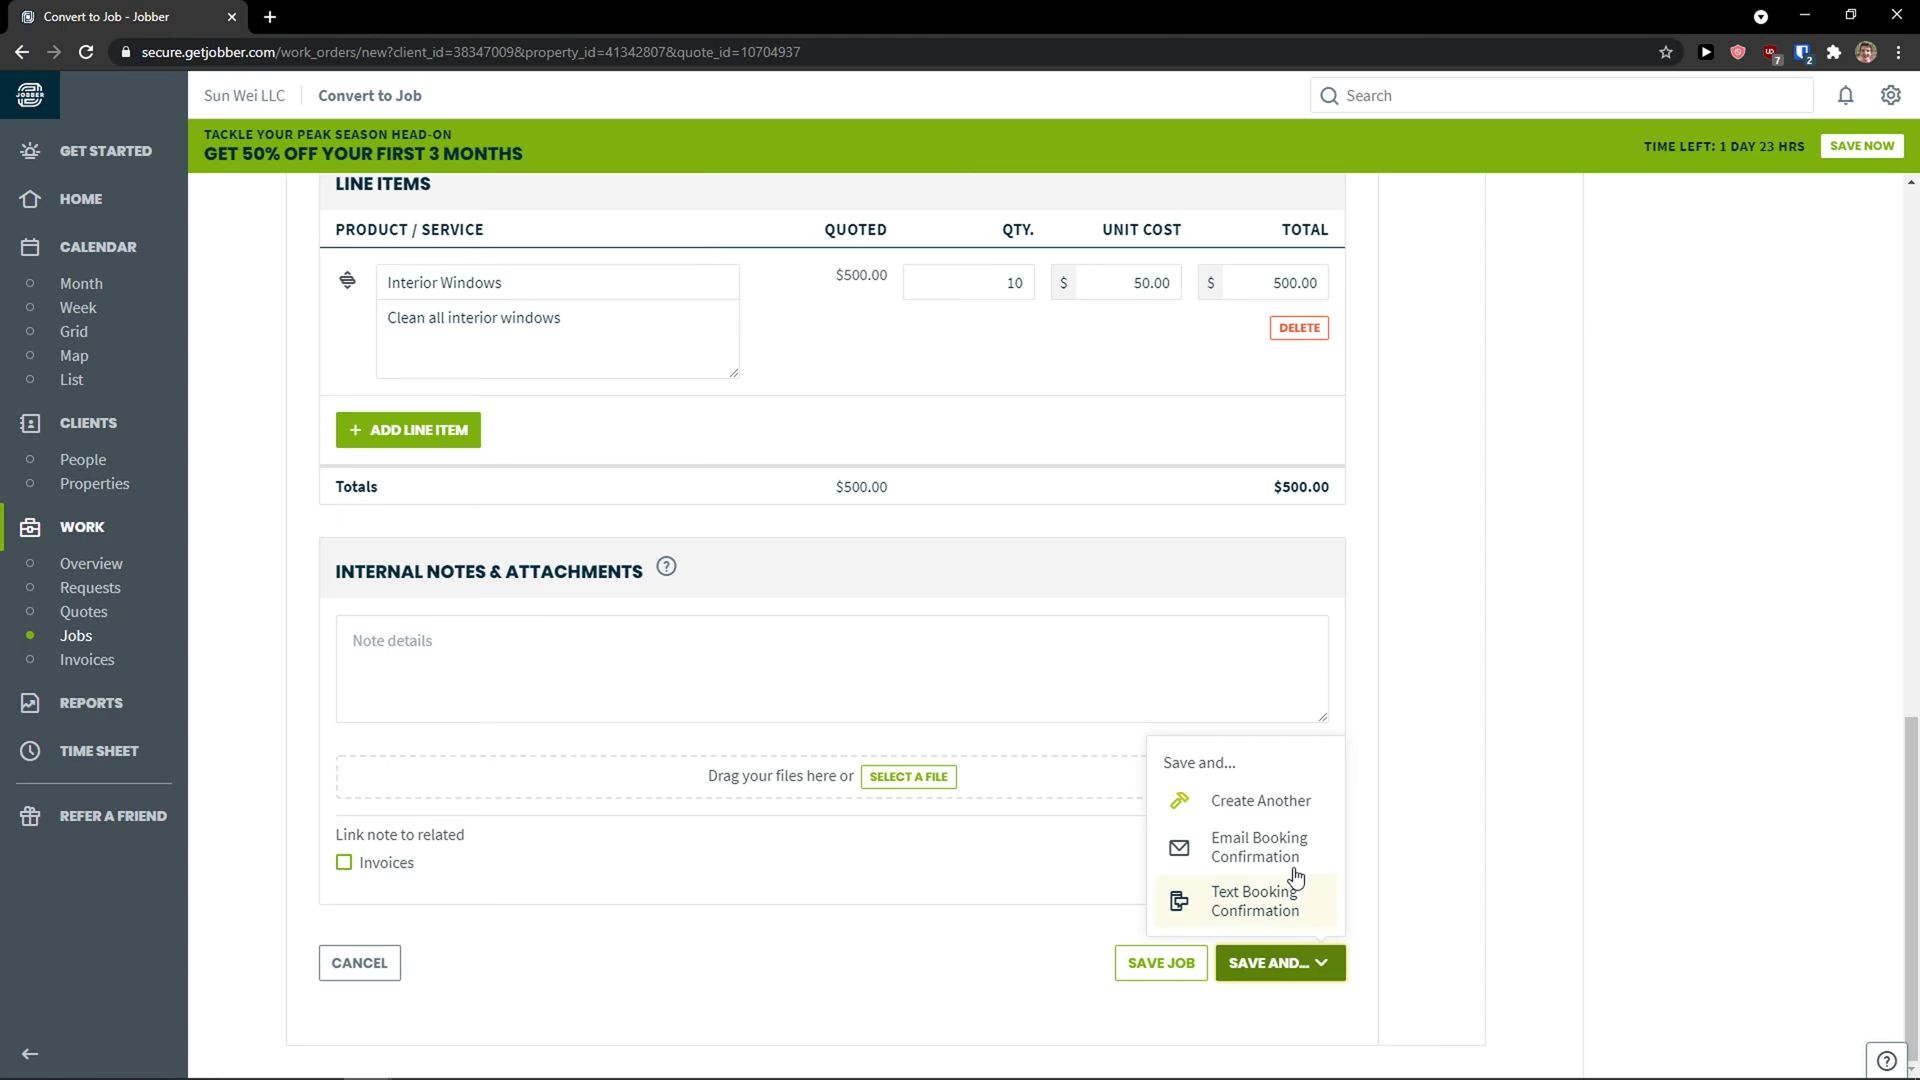 Convert to Job - Jobber
secure.getjobber.com/work_orders/new?client_id=38347009&property_id=41342807&quote_id=10704937
7
2
JOBBER
Sun Wei LLC
Convert to Job
Search
TACKLE YOUR PEAK SEASON HEAD-ON
GET 50% OFF YOUR FIRST 3 MONTHS
TIME LEFT: 1 DAY 23 HRS
SAVE NOW
GET STARTED
HOME
CALENDAR
Month
Week
Grid
Map
List
CLIENTS
People
Properties
WORK
Overview
Requests
Quotes
Jobs
Invoices
REPORTS
TIME SHEET
REFER A FRIEND
LINE ITEMS
PRODUCT / SERVICE QUOTED QTY. UNIT COST TOTAL
Interior Windows $500.00 10 $ 50.00 $ 500.00
Clean all interior windows
DELETE
+ ADD LINE ITEM
Totals $500.00 $500.00
INTERNAL NOTES & ATTACHMENTS ?
Note details
Drag your files here or SELECT A FILE
Link note to related
Invoices
Save and...
Create Another
Email Booking
Confirmation
Text Booking
Confirmation
CANCEL
SAVE JOB
SAVE AND...
?